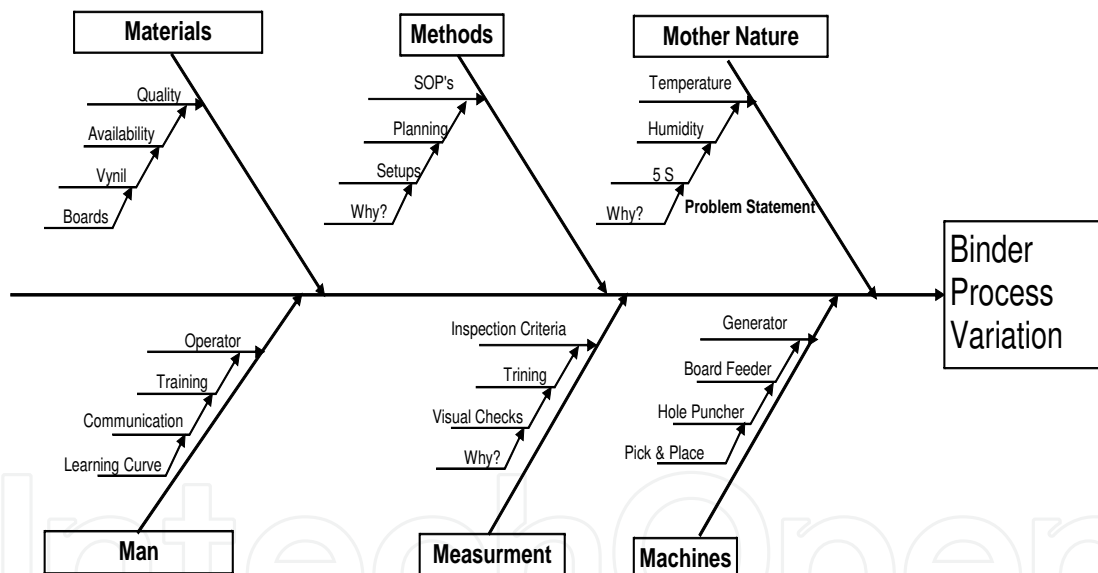 Materials
Methods
Mother Nature
Quality
Availability
Vynil
Boards
SOP's
Planning
Setups
Why?
Temperature
Humidity
5 S
Why?
Problem Statement
Binder
Process
Variation
Operator
Training
Communication
Learning Curve
Inspection Criteria
Trining
Visual Checks
Why?
Generator
Board Feeder
Hole Puncher
Pick & Place
Man
Measurment
Machines
IntechOpen